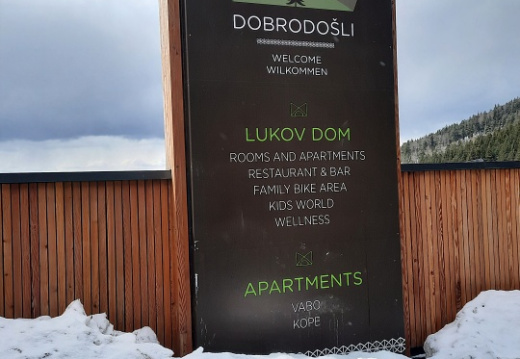 DOBRODOŠLI
WELCOME
WILKOMMEN
LUKOV DOM
ROOMS AND APARTMENTS
RESTAURANT & BAR
FAMILY BIKE AREA
KIDS WORLD
WELLNESS
APARTMENTS
VABO
KOPE